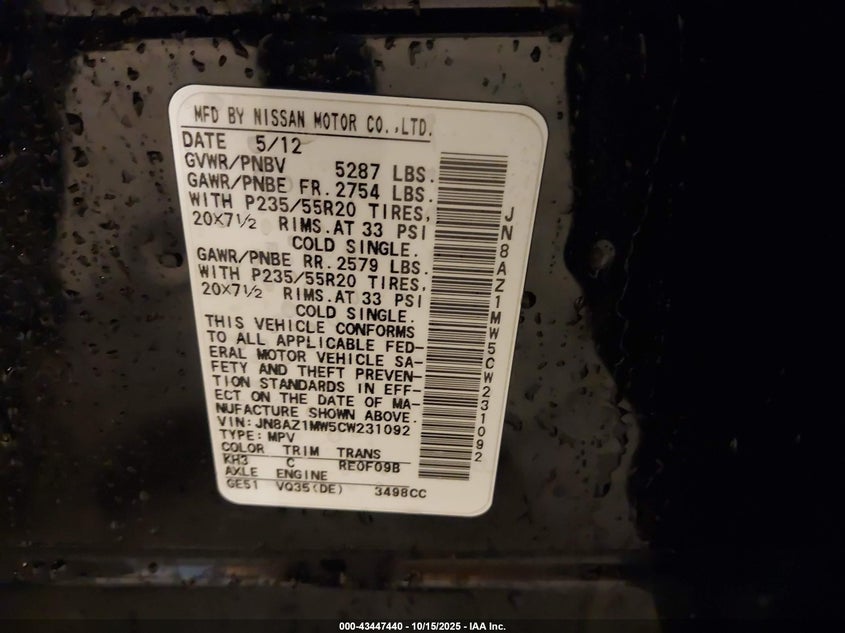 MFD BY NISSAN MOTOR CO.,LTD.
DATE 5/12
GVWR/PNBV 5287 LBS.
GAWR/PNBE FR. 2754 LBS.
WITH P235/55R20 TIRES,
20X7½ RIMS.AT 33 PSI
COLD SINGLE.
GAWR/PNBE RR. 2579 LBS.
WITH P235/55R20 TIRES,
20X7½ RIMS.AT 33 PSI
COLD SINGLE.
THIS VEHICLE CONFORMS
TO ALL APPLICABLE FED-
ERAL MOTOR VEHICLE SA-
FETY AND THEFT PREVEN-
TION STANDARDS IN EFF-
ECT ON THE DATE OF MA-
NUFACTURE SHOWN ABOVE.
VIN:JN8AZ1MW5CW231092
TYPE:MPV
COLOR TRIM TRANS
KH3 C RE0F09B
AXLE ENGINE
GE51 VQ35(DE) 3498CC
JN8AZ1MW5CW231092
000-43447440 - 10/15/2025 - IAA Inc.